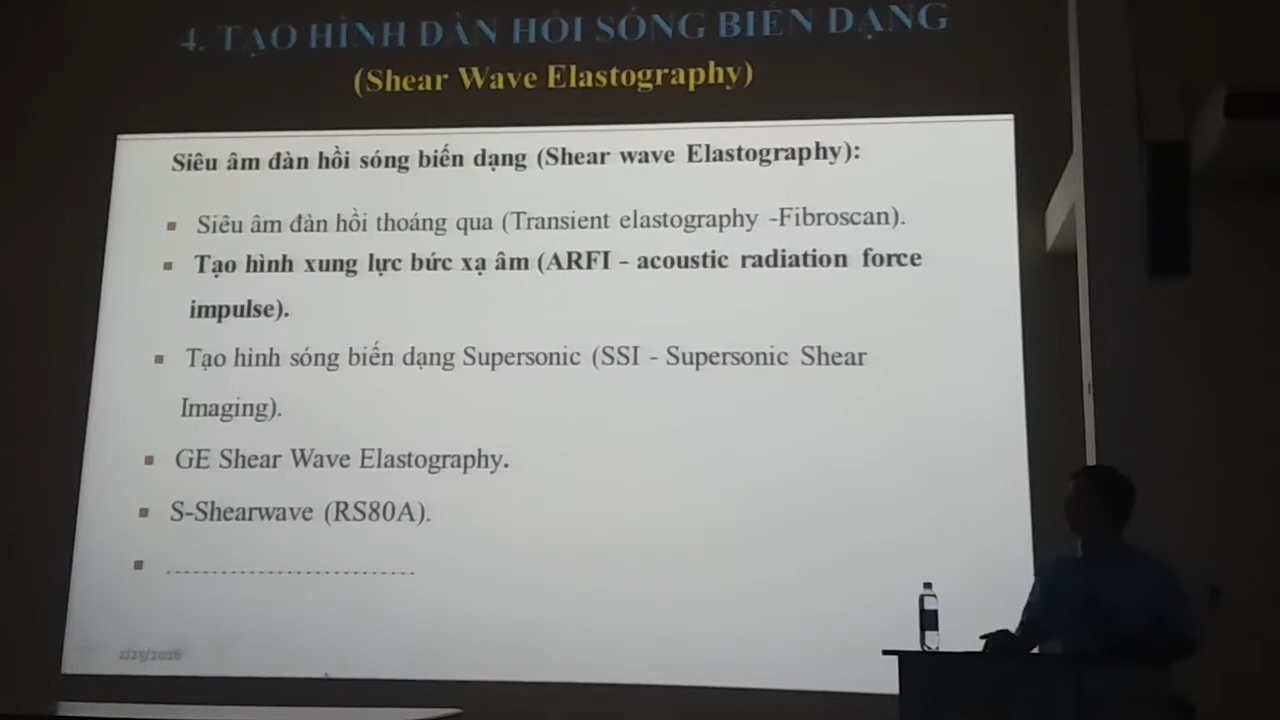 4. TẠO HÌNH ĐÀN HỒI SÓNG BIẾN DẠNG
(Shear Wave Elastography)
Siêu âm đàn hồi sóng biến dạng (Shear wave Elastography):
▪ Siêu âm đàn hồi thoáng qua (Transient elastography -Fibroscan).
▪ Tạo hình xung lực bức xạ âm (ARFI - acoustic radiation force
impulse).
▪ Tạo hình sóng biến dạng Supersonic (SSI - Supersonic Shear
Imaging).
▪ GE Shear Wave Elastography.
▪ S-Shearwave (RS80A).
▪ ............................
2/25/2016